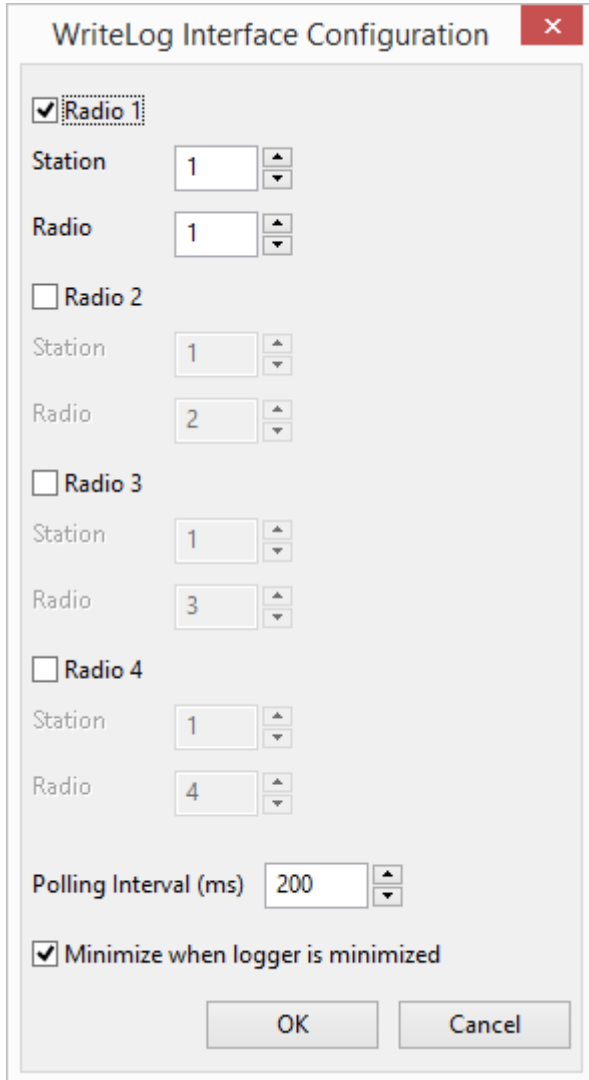 WriteLog Interface Configuration
Radio 1
Station 1
Radio 1
Radio 2
Station 1
Radio 2
Radio 3
Station 1
Radio 3
Radio 4
Station 1
Radio 4
Polling Interval (ms) 200
Minimize when logger is minimized
OK Cancel